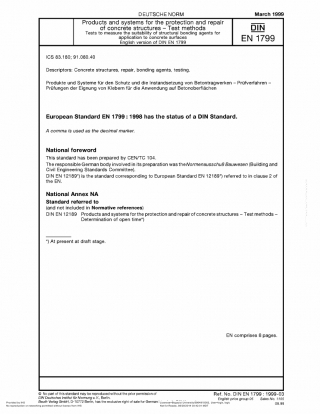 DEUTSCHE NORM
March 1999
Products and systems for the protection and repair
of concrete structures – Test methods
Tests to measure the suitability of structural bonding agents for
application to concrete surfaces
English version of DIN EN 1799
DIN
EN 1799
ICS 83.180; 91.080.40
Descriptors: Concrete structures, repair, bonding agents, testing.
Produkte und Systeme für den Schutz und die Instandsetzung von Betontragwerken – Prüfverfahren –
Prüfungen der Eignung von Klebern für die Anwendung auf Betonoberflächen
European Standard EN 1799 : 1998 has the status of a DIN Standard.
A comma is used as the decimal marker.
National foreword
This standard has been prepared by CEN/TC 104.
The responsible German body involved in its preparation was the Normenausschuß Bauwesen (Building and
Civil Engineering Standards Committee).
DIN EN 12189*) is the standard corresponding to European Standard EN 12189*) referred to in clause 2 of
the EN.
National Annex NA
Standard referred to
(and not included in Normative references)
DIN EN 12189 Products and systems for the protection and repair of concrete structures – Test methods –
Determination of open time*)
*) At present at draft stage.
EN comprises 8 pages.
© No part of this standard may be reproduced without the prior permission of
DIN Deutsches Institut für Normung e. V., Berlin.
Beuth Verlag GmbH, D-10772 Berlin, has the exclusive right of sale for German
Ref. No. DIN EN 1799 : 1999-03
English price group 08 Sales No. 1108